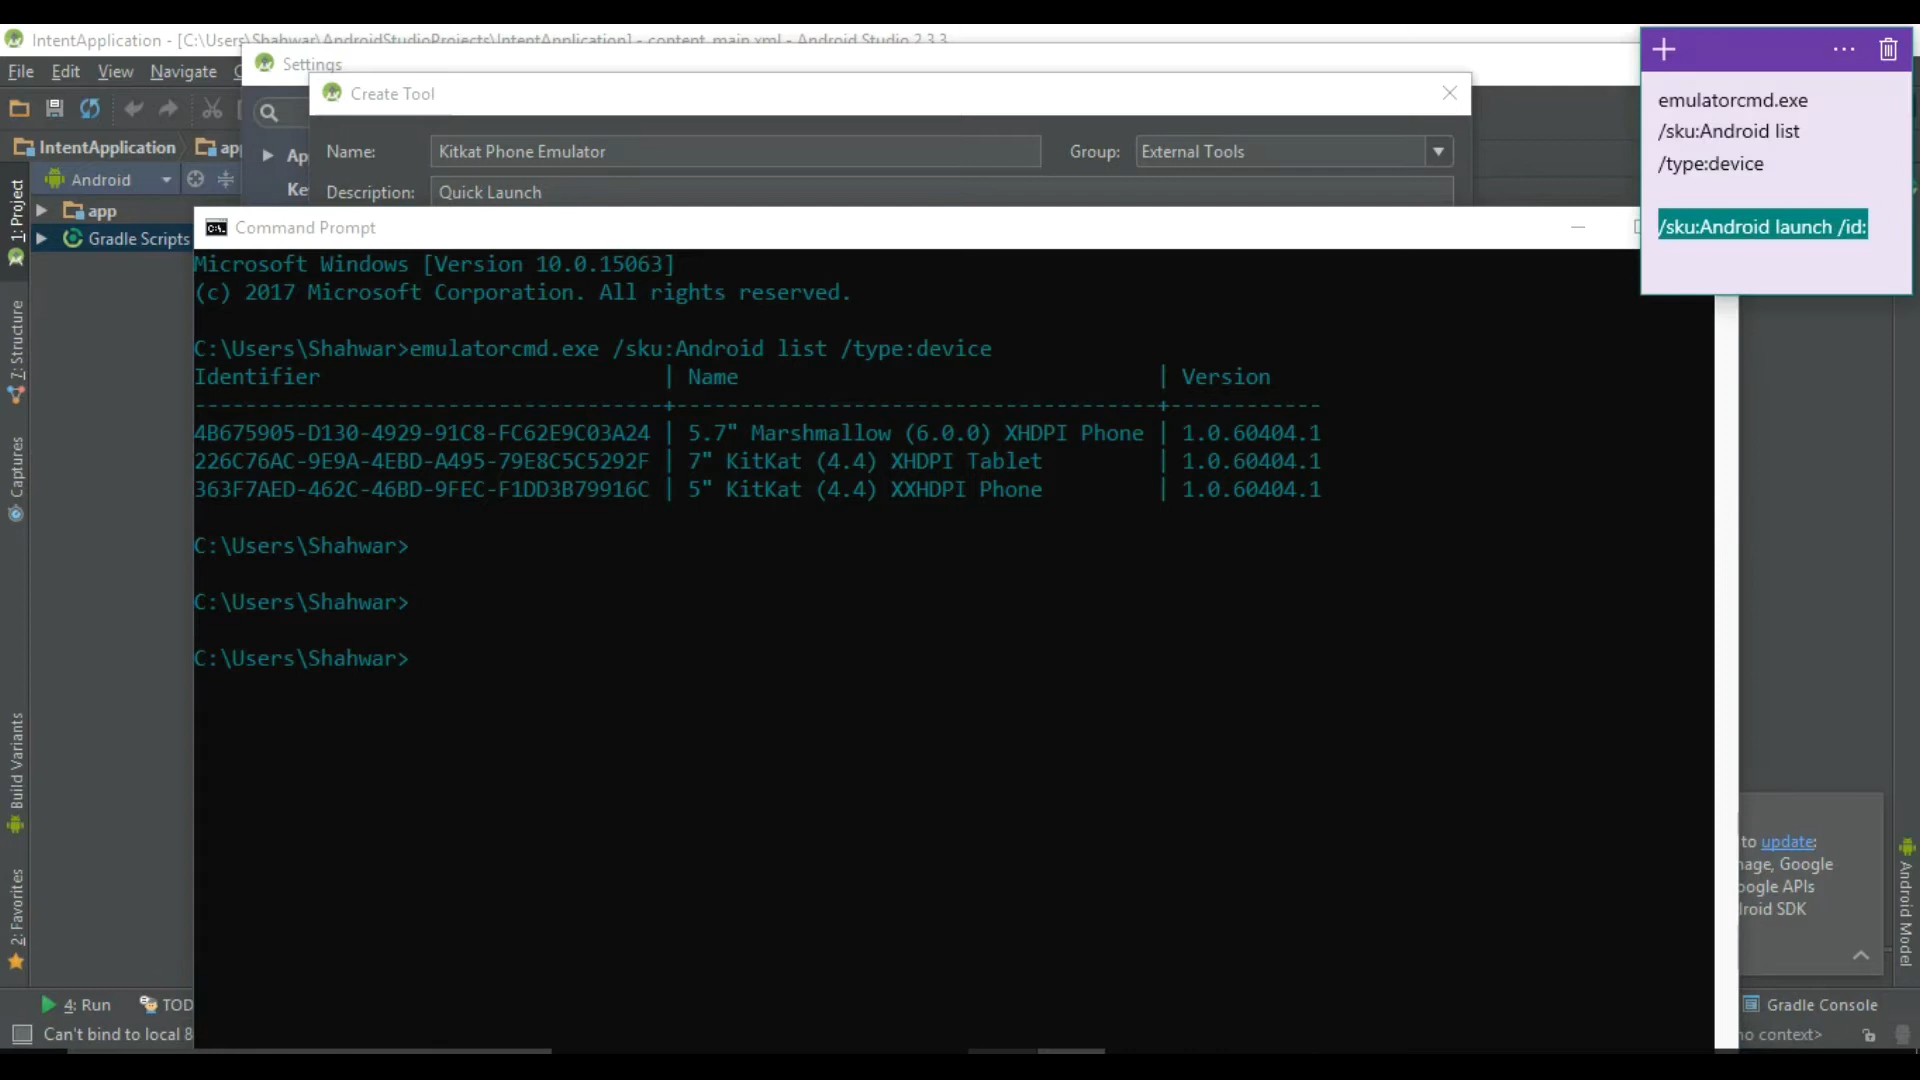 IntentApplication - [C:\Users\Shahwar\AndroidStudioProjects\IntentApplication] - content_main.xml - Android Studio 2.3.3
File Edit View Navigate
Settings
Create Tool
IntentApplication
Name: Kitkat Phone Emulator Group: External Tools
Description: Quick Launch
Android
app
Gradle Scripts
1: Project
7: Structure
Captures
Build Variants
2: Favorites
Command Prompt
Microsoft Windows [Version 10.0.15063]
(c) 2017 Microsoft Corporation. All rights reserved.
C:\Users\Shahwar>emulatorcmd.exe /sku:Android list /type:device
Identifier | Name | Version
-------------------------------------+--------------------------------------+------------
4B675905-D130-4929-91C8-FC62E9C03A24 | 5.7" Marshmallow (6.0.0) XHDPI Phone | 1.0.60404.1
226C76AC-9E9A-4EBD-A495-79E8C5C5292F | 7" KitKat (4.4) XHDPI Tablet | 1.0.60404.1
363F7AED-462C-46BD-9FEC-F1DD3B79916C | 5" KitKat (4.4) XXHDPI Phone | 1.0.60404.1
C:\Users\Shahwar>
C:\Users\Shahwar>
C:\Users\Shahwar>
emulatorcmd.exe
/sku:Android list
/type:device
/sku:Android launch /id:
to update:
Google
APIs
SDK
Android Model
4: Run
Gradle Console
Can't bind to local 8
context>